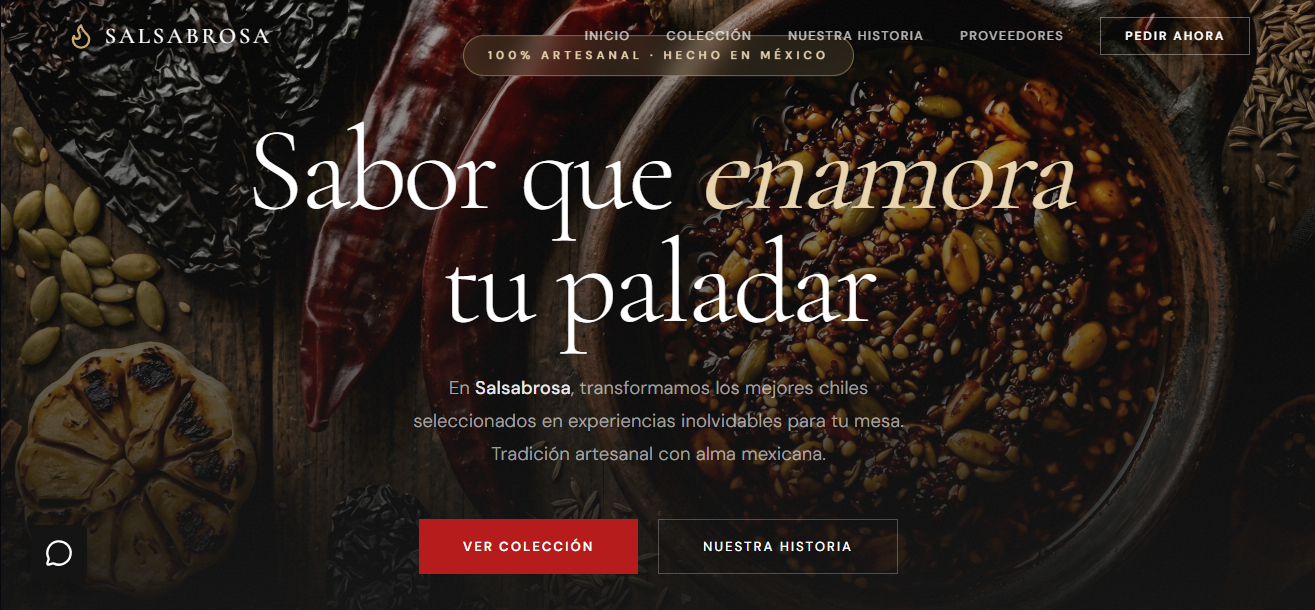 SALSABROSA
INICIO COLECCIÓN NUESTRA HISTORIA PROVEEDORES PEDIR AHORA
100% ARTESANAL · HECHO EN MÉXICO
Sabor que enamora
tu paladar
En Salsabrosa, transformamos los mejores chiles
seleccionados en experiencias inolvidables para tu mesa.
Tradición artesanal con alma mexicana.
VER COLECCIÓN
NUESTRA HISTORIA